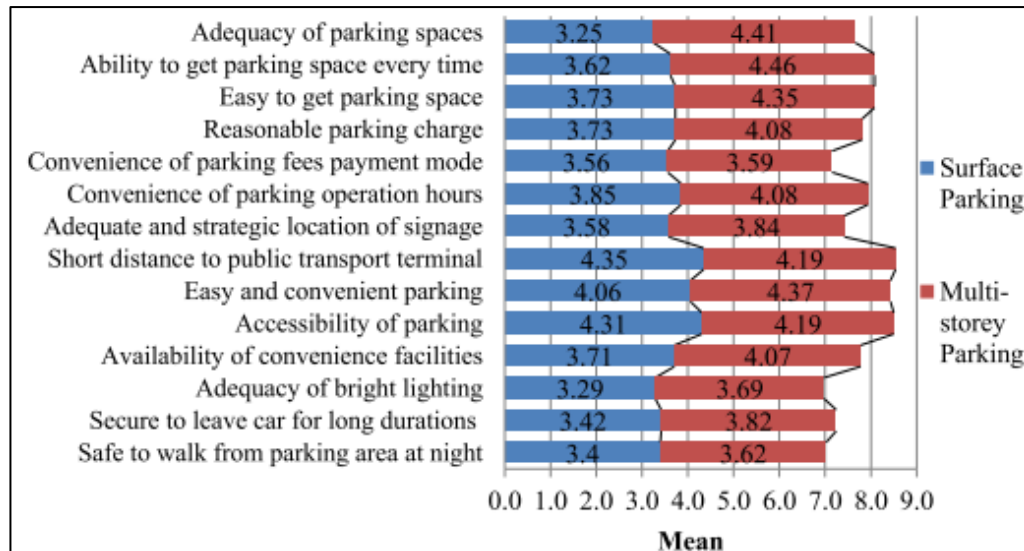 Adequacy of parking spaces 3.25 4.41
Ability to get parking space every time 3.62 4.46
Easy to get parking space 3.73 4.35
Reasonable parking charge 3.73 4.08
Convenience of parking fees payment mode 3.56 3.59
Convenience of parking operation hours 3.85 4.08
Adequate and strategic location of signage 3.58 3.84
Short distance to public transport terminal 4.35 4.19
Easy and convenient parking 4.06 4.37
Accessibility of parking 4.31 4.19
Availability of convenience facilities 3.71 4.07
Adequacy of bright lighting 3.29 3.69
Secure to leave car for long durations 3.42 3.82
Safe to walk from parking area at night 3.4 3.62
0.0 1.0 2.0 3.0 4.0 5.0 6.0 7.0 8.0 9.0
Mean
Surface
Parking
Multi-
storey
Parking